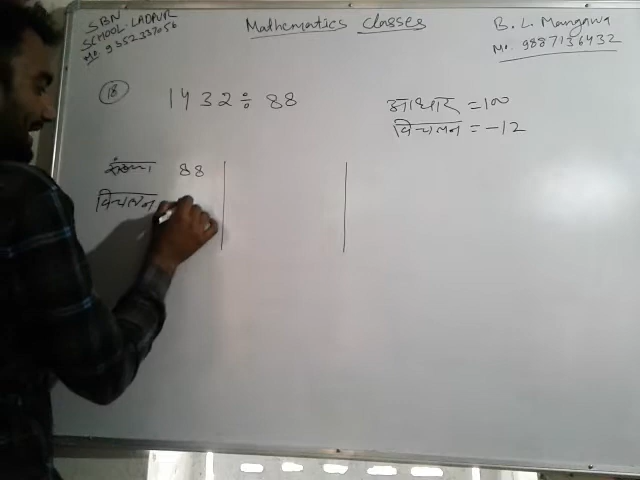 SBN
SCHOOL LADPUR
Mo. 9352337056
Mathematics Classes
B. L. Mangawa
Mo. 9887136432
18
1432 ÷ 88
आधार = 100
विचलन = -12
संख्या 88
विचलन